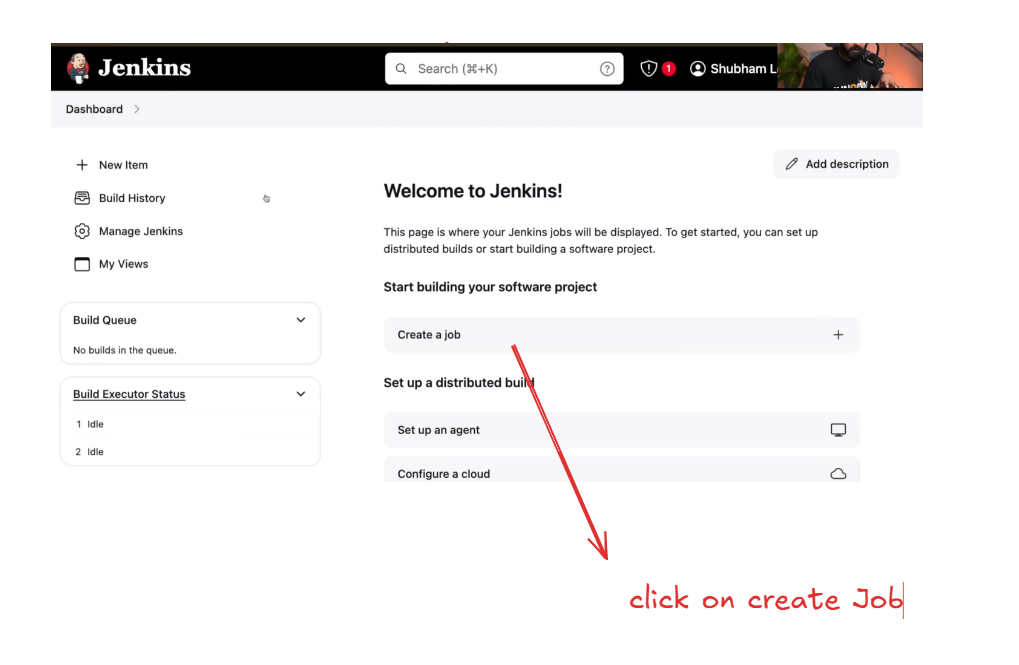 Jenkins
Search (⌘+K)
1
Shubham L
Dashboard
New Item
Build History
Manage Jenkins
My Views
Add description
Welcome to Jenkins!
This page is where your Jenkins jobs will be displayed. To get started, you can set up
distributed builds or start building a software project.
Start building your software project
Create a job
Set up a distributed build
Set up an agent
Configure a cloud
Build Queue
No builds in the queue.
Build Executor Status
1 Idle
2 Idle
click on create Job